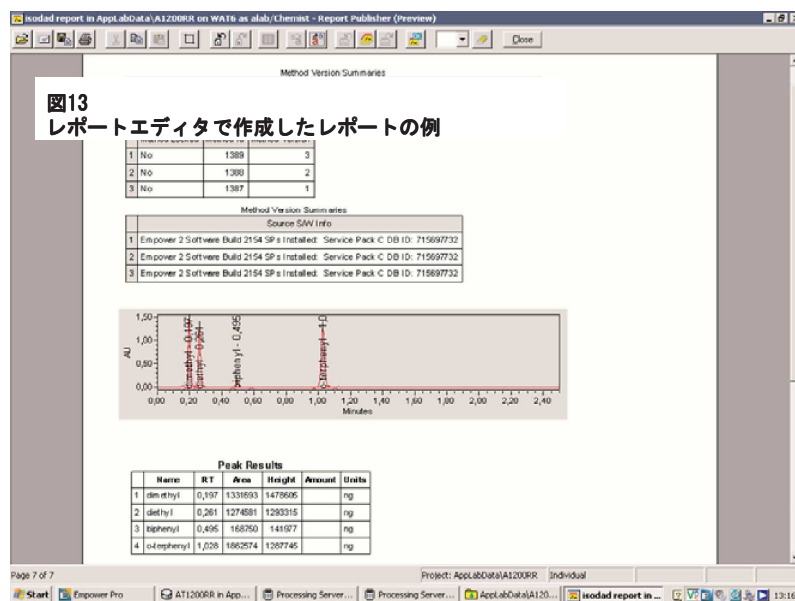 isodad report in AppLabData\A1200RR on WAT6 as alab/Chemist - Report Publisher (Preview)
Close
Method Version Summaries
図13
レポートエディタで作成したレポートの例
1 No 1389 3
2 No 1388 2
3 No 1387 1
Method Version Summaries
Source S/W Info
1 Empower 2 Software Build 2154 SPs Installed: Service Pack C DB ID: 715697732
2 Empower 2 Software Build 2154 SPs Installed: Service Pack C DB ID: 715697732
3 Empower 2 Software Build 2154 SPs Installed: Service Pack C DB ID: 715697732
AU
1,50
1,00
0,50
0,00
dimethyl - 0,197
diethyl - 0,261
biphenyl - 0,495
o-terphenyl - 1,0
0,00 0,20 0,40 0,60 0,80 1,00 1,20 1,40 1,60 1,80 2,00 2,20 2,40
Minutes
Peak Results
Name RT Area Height Amount Units
1 dimethyl 0,197 1331693 1478605 ng
2 diethyl 0,261 1274581 1293315 ng
3 biphenyl 0,495 168750 141977 ng
4 o-terphenyl 1,028 1862574 1287745 ng
Page 7 of 7
Project: AppLabData\A1200RR Individual
Start Empower Pro AT1200RR in App... Processing Server... Processing Server... AppLabData\A120... isodad report in ... 13:16